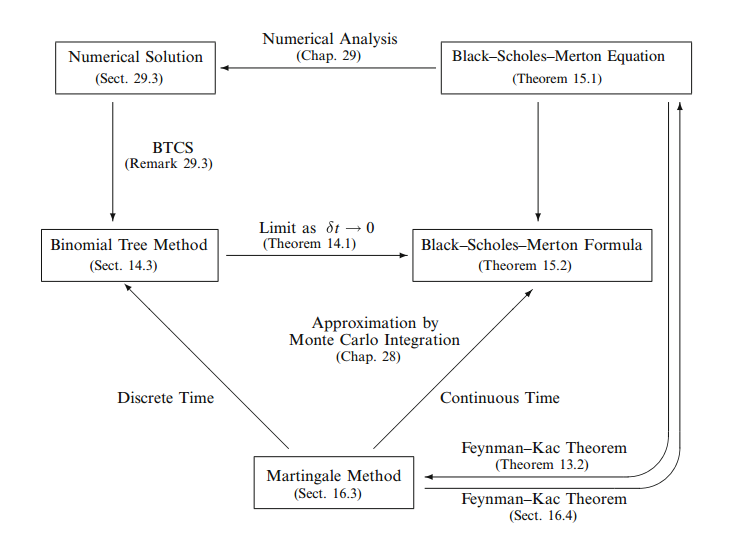 Numerical Analysis
(Chap. 29)
Numerical Solution
(Sect. 29.3)
Black–Scholes–Merton Equation
(Theorem 15.1)
BTCS
(Remark 29.3)
Limit as δt → 0
(Theorem 14.1)
Binomial Tree Method
(Sect. 14.3)
Black–Scholes–Merton Formula
(Theorem 15.2)
Approximation by
Monte Carlo Integration
(Chap. 28)
Discrete Time
Continuous Time
Feynman–Kac Theorem
(Theorem 13.2)
Martingale Method
(Sect. 16.3)
Feynman–Kac Theorem
(Sect. 16.4)